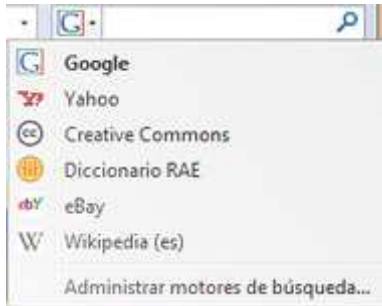 Google
Yahoo
Creative Commons
Diccionario RAE
eBay
Wikipedia (es)
Administrar motores de búsqueda...